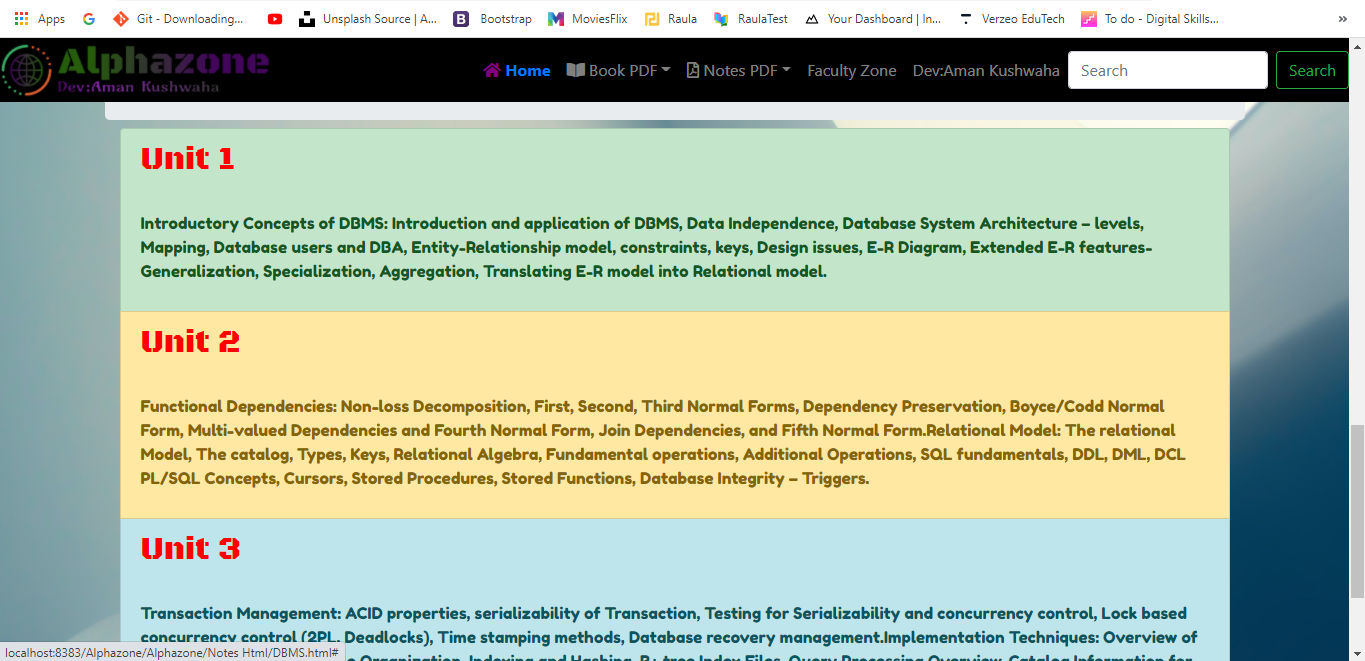 Apps
Git - Downloading...
Unsplash Source | A...
B Bootstrap
MoviesFlix
Raula
RaulaTest
Your Dashboard | In...
Verzeo EduTech
To do - Digital Skills...
»
Alphazone
Dev:Aman Kushwaha
Home
Book PDF
Notes PDF
Faculty Zone
Dev:Aman Kushwaha
Search
Search
Unit 1
Introductory Concepts of DBMS: Introduction and application of DBMS, Data Independence, Database System Architecture – levels,
Mapping, Database users and DBA, Entity-Relationship model, constraints, keys, Design issues, E-R Diagram, Extended E-R features-
Generalization, Specialization, Aggregation, Translating E-R model into Relational model.
Unit 2
Functional Dependencies: Non-loss Decomposition, First, Second, Third Normal Forms, Dependency Preservation, Boyce/Codd Normal
Form, Multi-valued Dependencies and Fourth Normal Form, Join Dependencies, and Fifth Normal Form.Relational Model: The relational
Model, The catalog, Types, Keys, Relational Algebra, Fundamental operations, Additional Operations, SQL fundamentals, DDL, DML, DCL
PL/SQL Concepts, Cursors, Stored Procedures, Stored Functions, Database Integrity – Triggers.
Unit 3
Transaction Management: ACID properties, serializability of Transaction, Testing for Serializability and concurrency control, Lock based
concurrency control (2PL, Deadlocks), Time stamping methods, Database recovery management.Implementation Techniques: Overview of
Organization, Indexing and Hashing, B+ tree Index Files, Query Processing Overview, Catalog Information for
localhost:8383/Alphazone/Alphazone/Notes Html/DBMS.html#